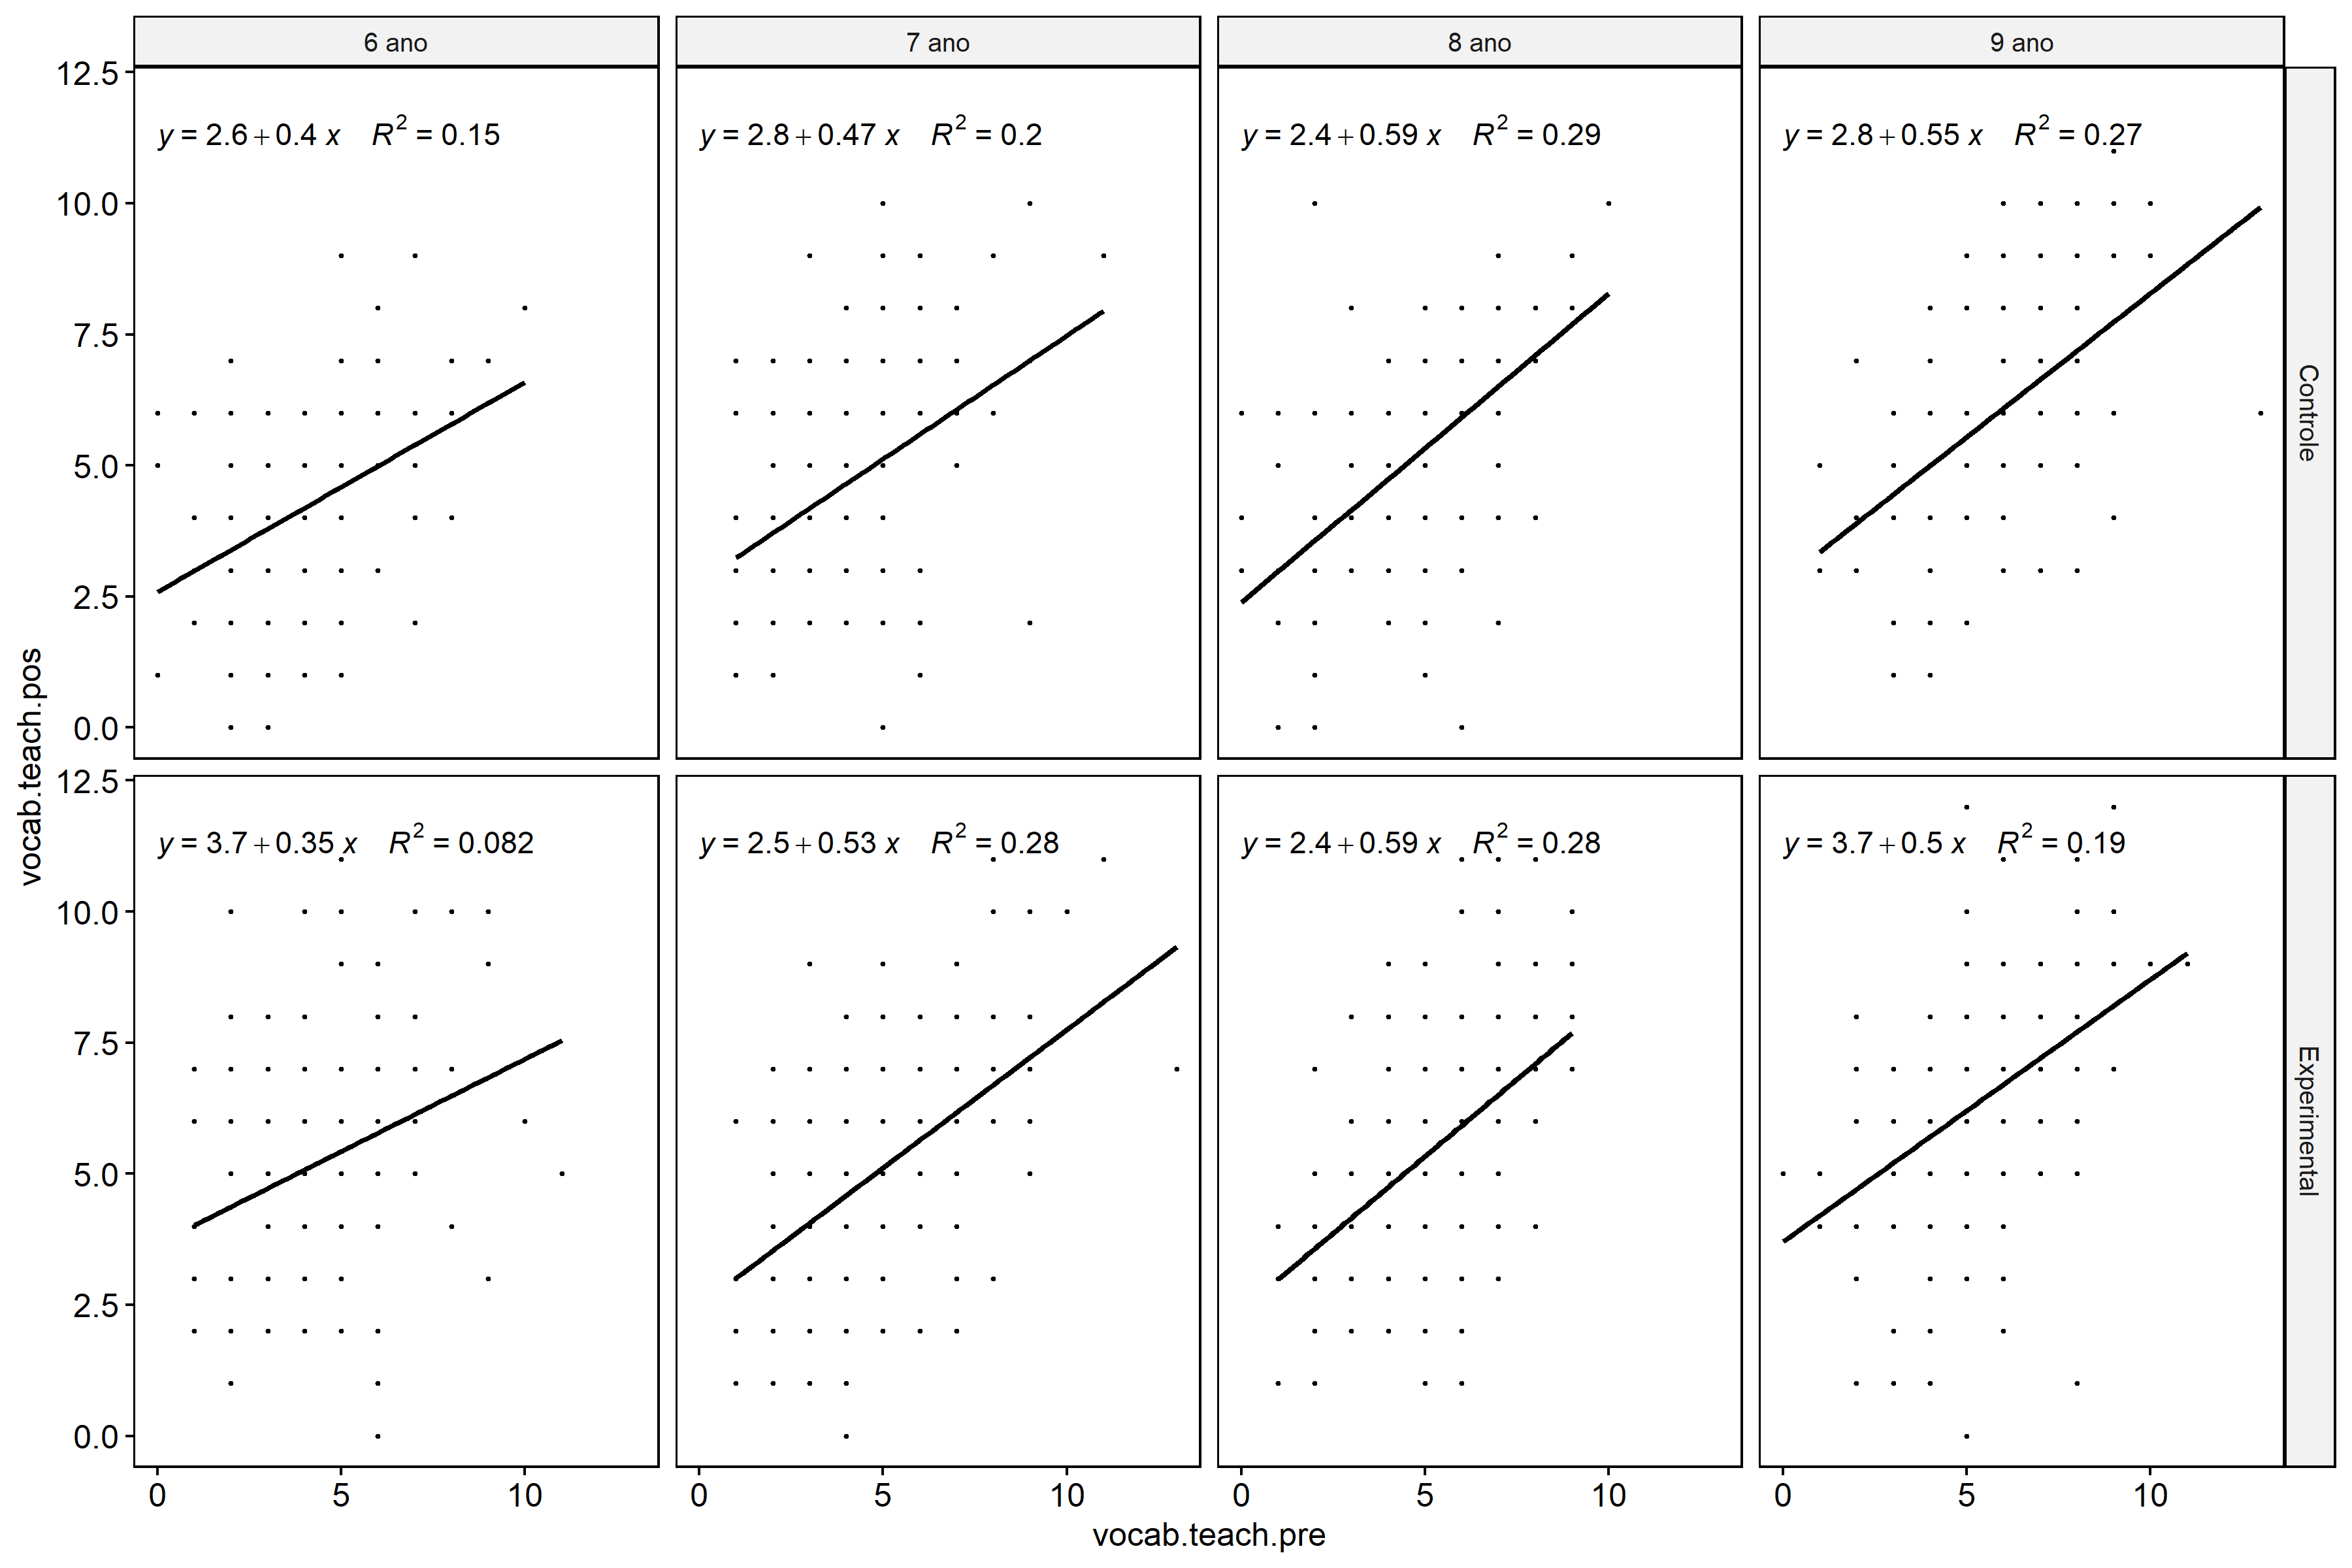 6 ano
7 ano
8 ano
9 ano
12.5
10.0
7.5
5.0
2.5
0.0
y = 2.6 + 0.4 x R² = 0.15
y = 2.8 + 0.47 x R² = 0.2
y = 2.4 + 0.59 x R² = 0.29
y = 2.8 + 0.55 x R² = 0.27
Controle
vocab.teach.pos
12.5
10.0
7.5
5.0
2.5
0.0
y = 3.7 + 0.35 x R² = 0.082
y = 2.5 + 0.53 x R² = 0.28
y = 2.4 + 0.59 x R² = 0.28
y = 3.7 + 0.5 x R² = 0.19
Experimental
0 5 10
0 5 10
0 5 10
0 5 10
vocab.teach.pre